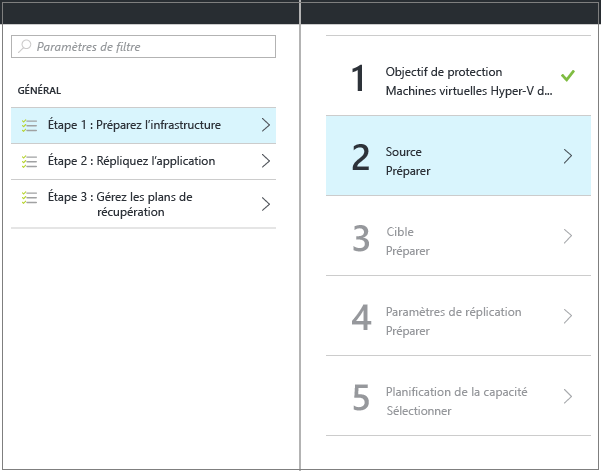 Paramètres de filtre
GÉNÉRAL
Étape 1 : Préparez l’infrastructure
Étape 2 : Répliquez l’application
Étape 3 : Gérez les plans de
récupération
1
Objectif de protection
Machines virtuelles Hyper-V d...
2
Source
Préparer
3
Cible
Préparer
4
Paramètres de réplication
Préparer
5
Planification de la capacité
Sélectionner